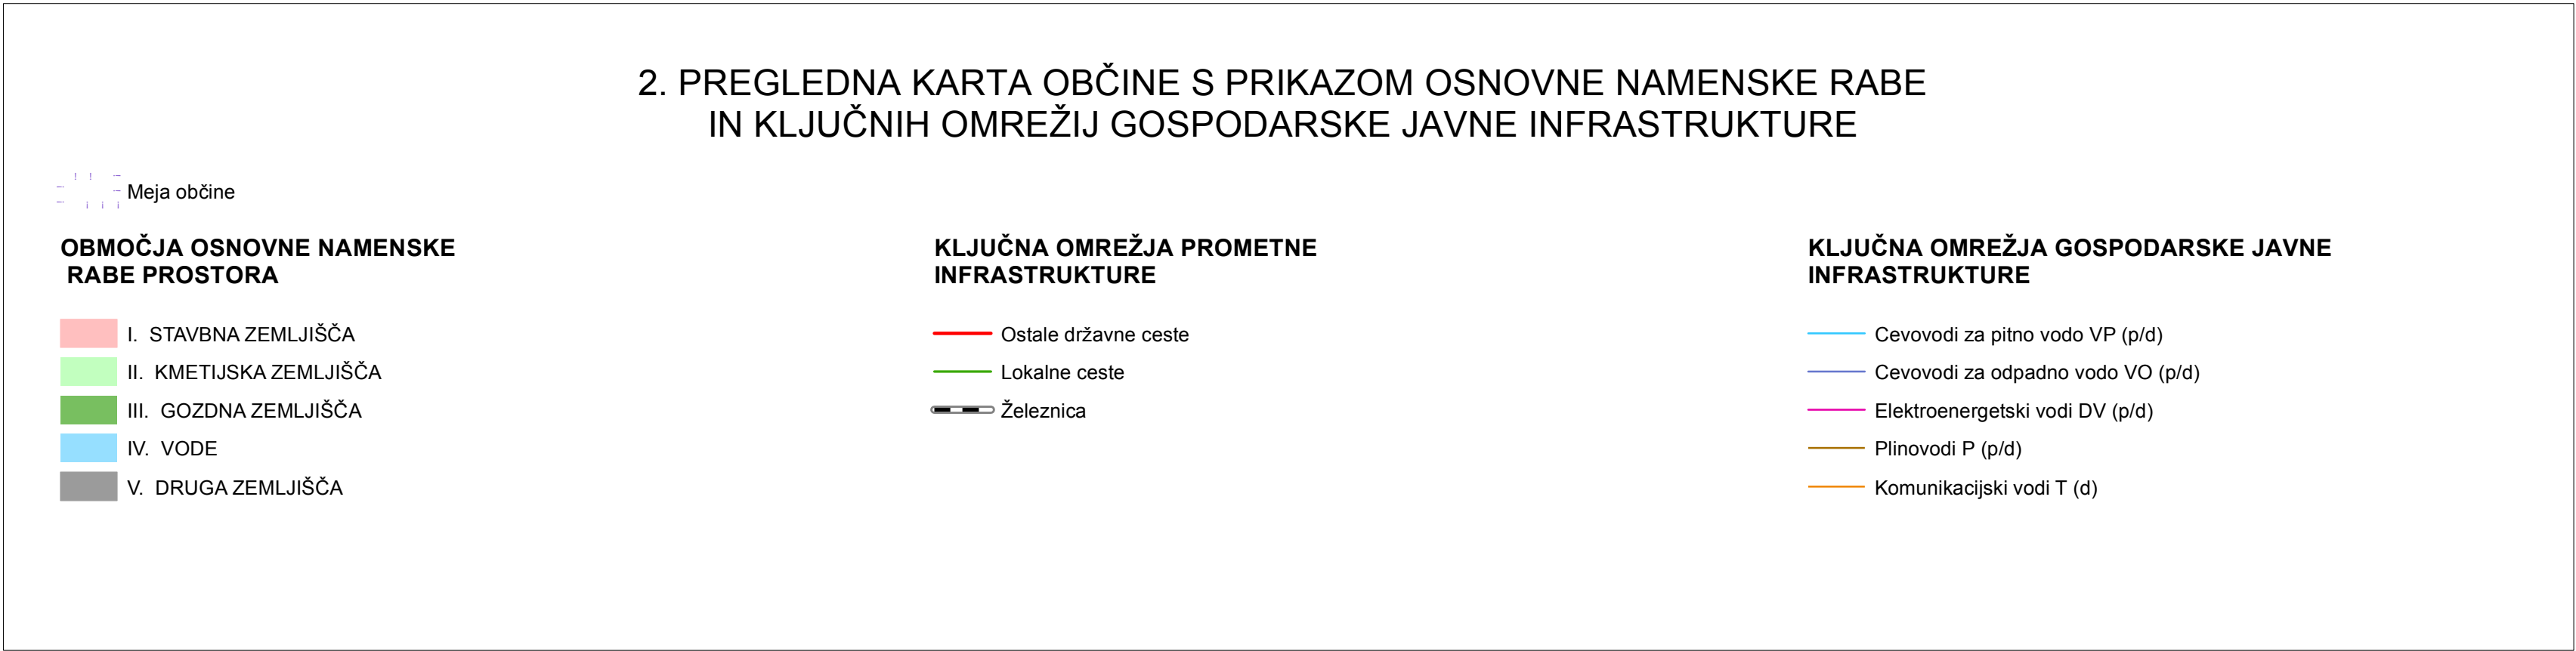 2. PREGLEDNA KARTA OBČINE S PRIKAZOM OSNOVNE NAMENSKE RABE
IN KLJUČNIH OMREŽIJ GOSPODARSKE JAVNE INFRASTRUKTURE
Meja občine
OBMOČJA OSNOVNE NAMENSKE
RABE PROSTORA
I. STAVBNA ZEMLJIŠČA
II. KMETIJSKA ZEMLJIŠČA
III. GOZDNA ZEMLJIŠČA
IV. VODE
V. DRUGA ZEMLJIŠČA
KLJUČNA OMREŽJA PROMETNE
INFRASTRUKTURE
Ostale državne ceste
Lokalne ceste
Železnica
KLJUČNA OMREŽJA GOSPODARSKE JAVNE
INFRASTRUKTURE
Cevovodi za pitno vodo VP (p/d)
Cevovodi za odpadno vodo VO (p/d)
Elektroenergetski vodi DV (p/d)
Plinovodi P (p/d)
Komunikacijski vodi T (d)